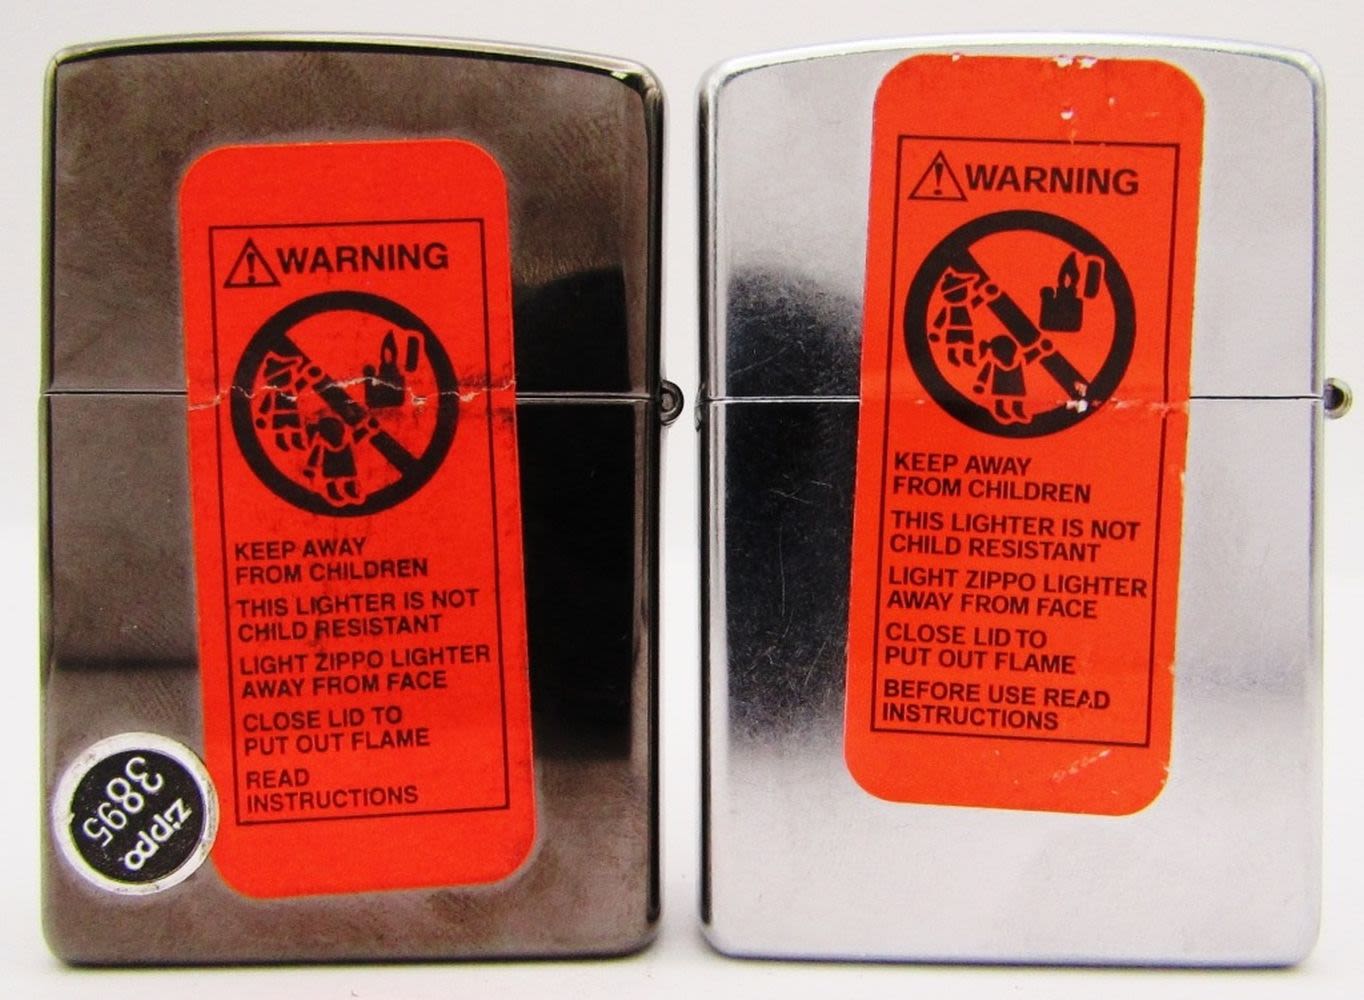 WARNING
KEEP AWAY
FROM CHILDREN
THIS LIGHTER IS NOT
CHILD RESISTANT
LIGHT ZIPPO LIGHTER
AWAY FROM FACE
CLOSE LID TO
PUT OUT FLAME
READ
INSTRUCTIONS
zippo
3895
WARNING
KEEP AWAY
FROM CHILDREN
THIS LIGHTER IS NOT
CHILD RESISTANT
LIGHT ZIPPO LIGHTER
AWAY FROM FACE
CLOSE LID TO
PUT OUT FLAME
BEFORE USE READ
INSTRUCTIONS